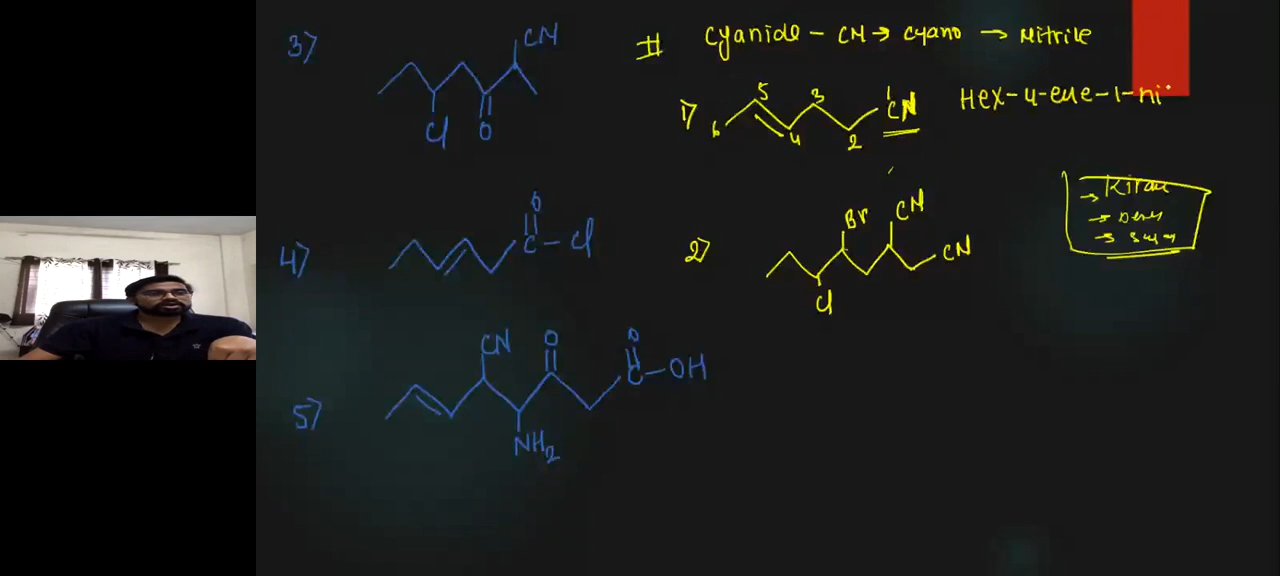 3)
CN
Cl
O
4)
O
C - Cl
5)
CN
O
O
C - OH
NH2
# Cyanide - CN → cyano → Nitrile
1) 6 5 4 3 2 1 CN Hex-4-ene-1-ni
2)
Br
CN
CN
Cl
→
→
→